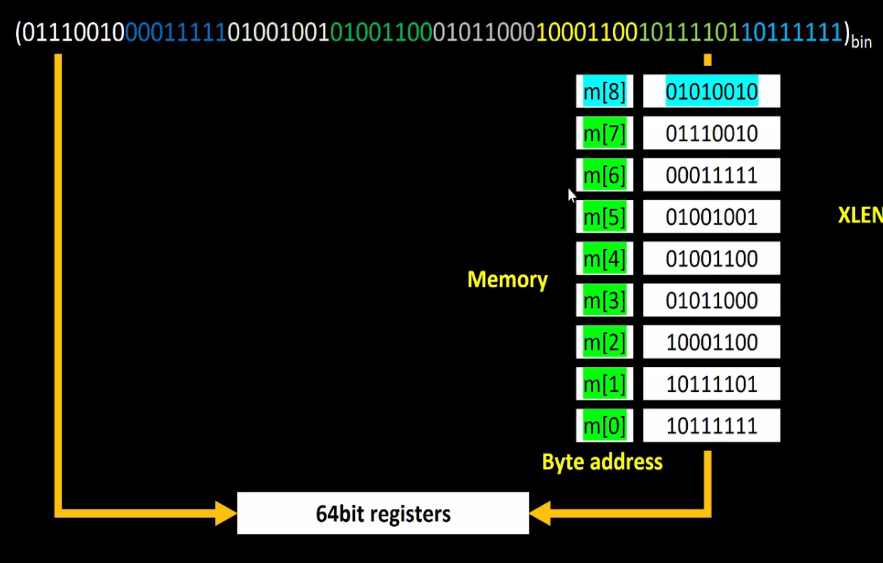 (0111001000011111010010010100110001011000100011001011110110111111)bin
m[8] 01010010
m[7] 01110010
m[6] 00011111
m[5] 01001001
XLEN
m[4] 01001100
Memory
m[3] 01011000
m[2] 10001100
m[1] 10111101
m[0] 10111111
Byte address
64bit registers